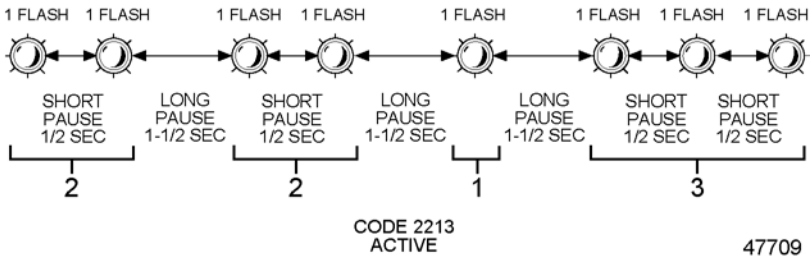 1 FLASH 1 FLASH 1 FLASH 1 FLASH 1 FLASH 1 FLASH 1 FLASH 1 FLASH
SHORT PAUSE 1/2 SEC
LONG PAUSE 1-1/2 SEC
SHORT PAUSE 1/2 SEC
LONG PAUSE 1-1/2 SEC
LONG PAUSE 1-1/2 SEC
SHORT PAUSE 1/2 SEC
SHORT PAUSE 1/2 SEC
2 2 1 3
CODE 2213
ACTIVE
47709